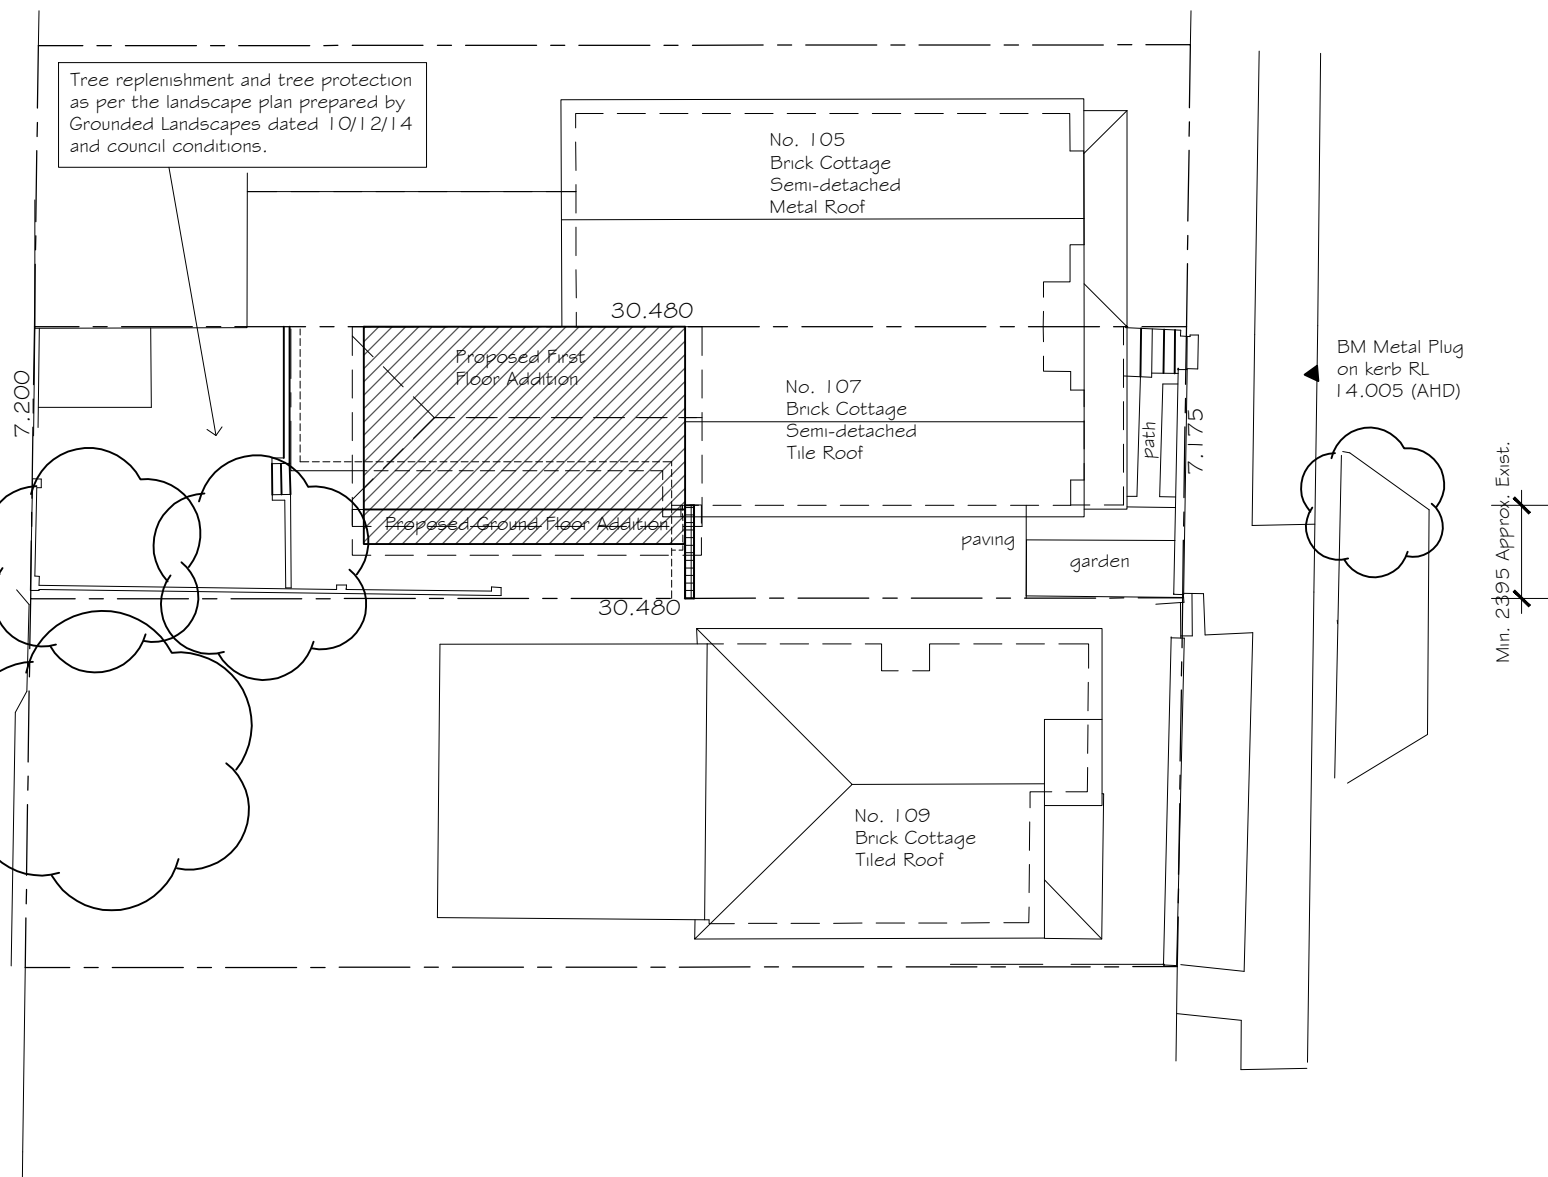 Tree replenishment and tree protection
as per the landscape plan prepared by
Grounded Landscapes dated 10/12/14
and council conditions.
No. 105
Brick Cottage
Semi-detached
Metal Roof
30.480
Proposed First
Floor Addition
No. 107
Brick Cottage
Semi-detached
Tile Roof
7.200
path
7.175
BM Metal Plug
on kerb RL
14.005 (AHD)
Min. 2395 Approx. Exist.
Proposed Ground Floor Addition
paving
garden
30.480
No. 109
Brick Cottage
Tiled Roof